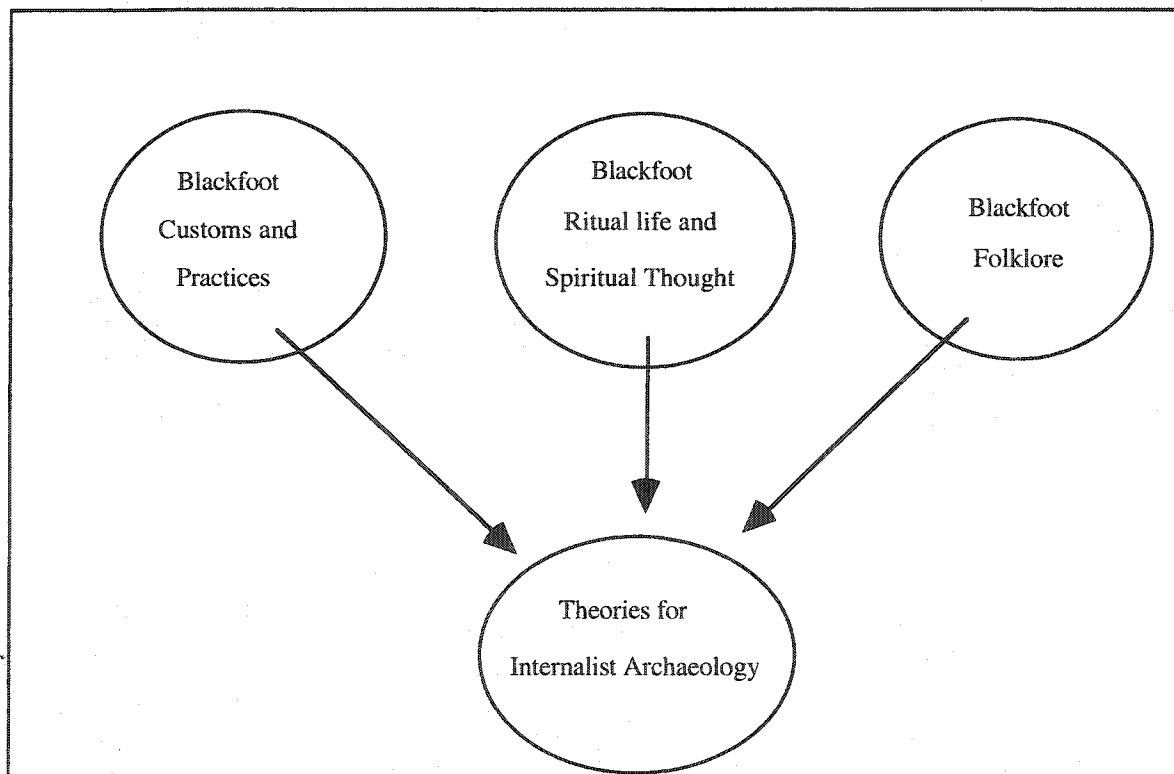 Blackfoot
Customs and
Practices
Blackfoot
Ritual life and
Spiritual Thought
Blackfoot
Folklore
Theories for
Internalist Archaeology